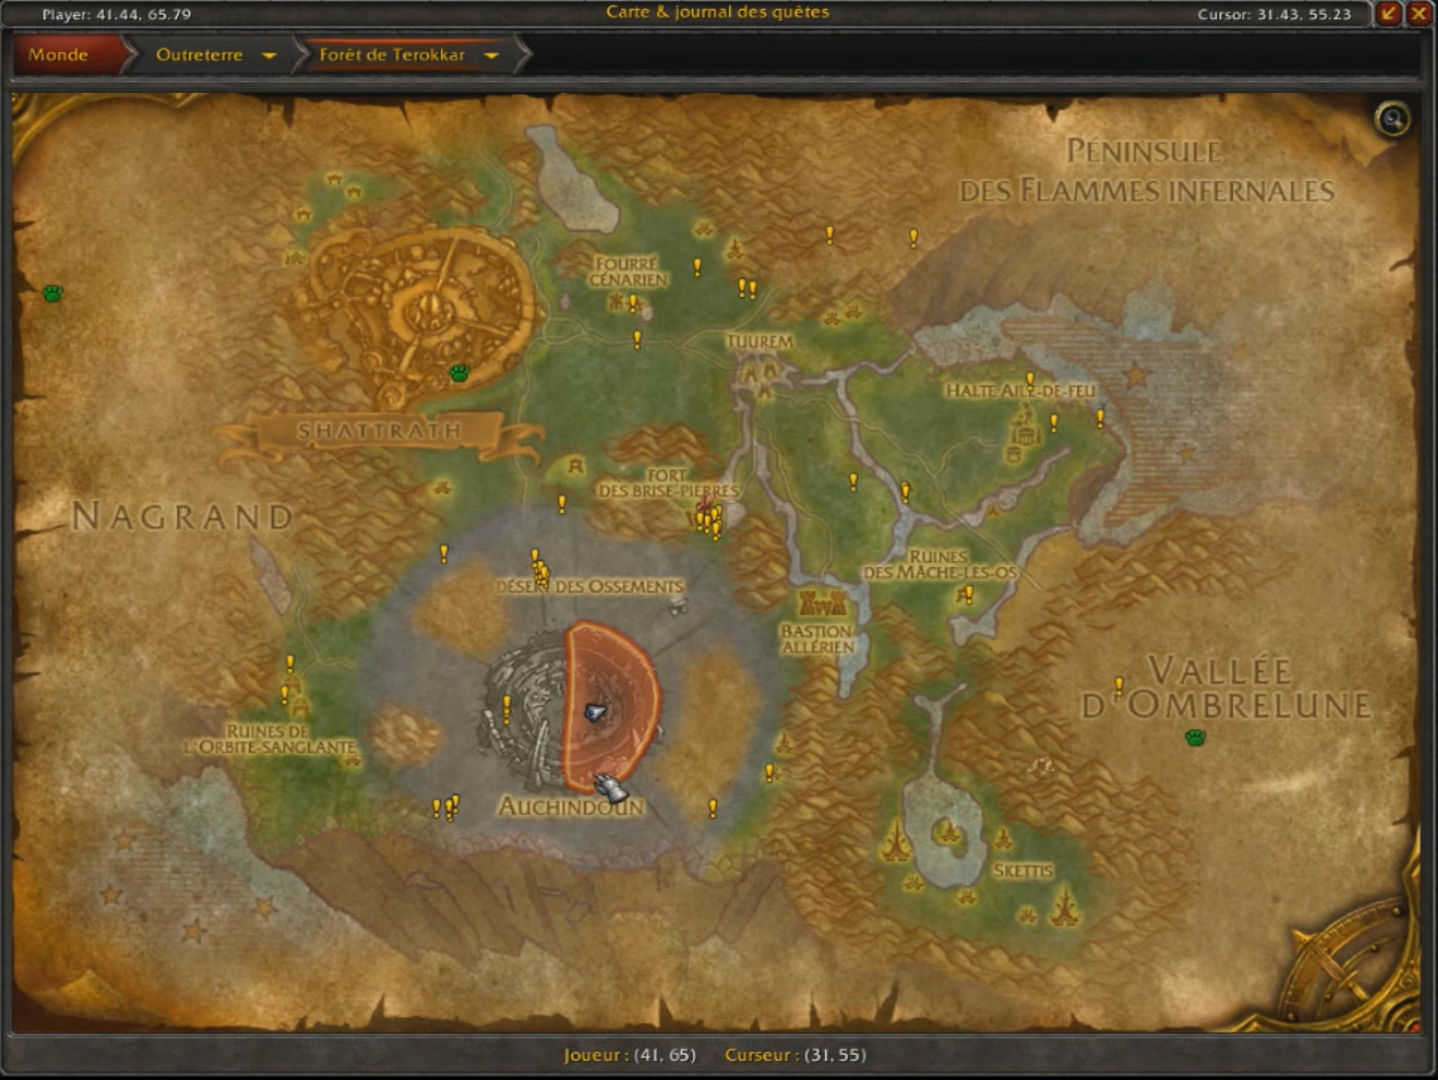 Player: 41.44, 65.79
Carte & journal des quêtes
Cursor: 31.43, 55.23
Monde
Outreterre
Forêt de Terokkar
Péninsule
des Flammes infernales
Fourré
cénarien
Tuurem
Halte Aile-de-feu
Shattrath
Fort
des Brise-pierres
Nagrand
Ruines
des Mâche-les-os
Désert des Ossements
Bastion
allérien
Vallée
d'Ombrelune
Ruines de
l'Orbite-sanglante
Auchindoun
Skettis
Joueur : (41, 65)
Curseur : (31, 55)